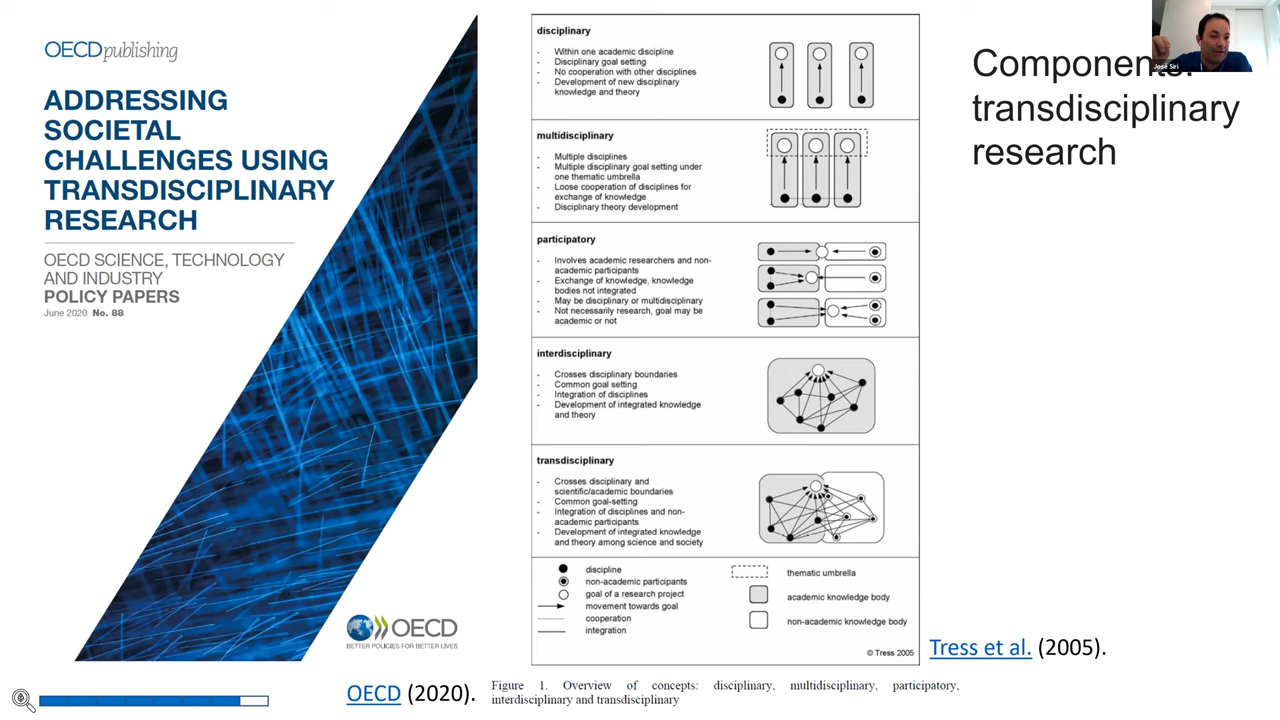 OECDpublishing
ADDRESSING
SOCIETAL
CHALLENGES USING
TRANSDISCIPLINARY
RESEARCH
OECD SCIENCE, TECHNOLOGY
AND INDUSTRY
POLICY PAPERS
June 2020 No. 88
OECD
BETTER POLICIES FOR BETTER LIVES
OECD (2020).
disciplinary
- Within one academic discipline
- Disciplinary goal setting
- No cooperation with other disciplines
- Development of new disciplinary
knowledge and theory
multidisciplinary
- Multiple disciplines
- Multiple disciplinary goal setting under
one thematic umbrella
- Loose cooperation of disciplines for
exchange of knowledge
- Disciplinary theory development
participatory
- Involves academic researchers and non-
academic participants
- Exchange of knowledge, knowledge
bodies not integrated
- May be disciplinary or multidisciplinary
- Not necessarily research, goal may be
academic or not
interdisciplinary
- Crosses disciplinary boundaries
- Common goal setting
- Integration of disciplines
- Development of integrated knowledge
and theory
transdisciplinary
- Crosses disciplinary and
scientific/academic boundaries
- Common goal-setting
- Integration of disciplines and non-
academic participants
- Development of integrated knowledge
and theory among science and society
discipline
non-academic participants
goal of a research project
movement towards goal
cooperation
integration
thematic umbrella
academic knowledge body
non-academic knowledge body
© Tress 2005
Figure 1. Overview of concepts: disciplinary, multidisciplinary, participatory,
interdisciplinary and transdisciplinary
Components:
transdisciplinary
research
José Siri
Tress et al. (2005).